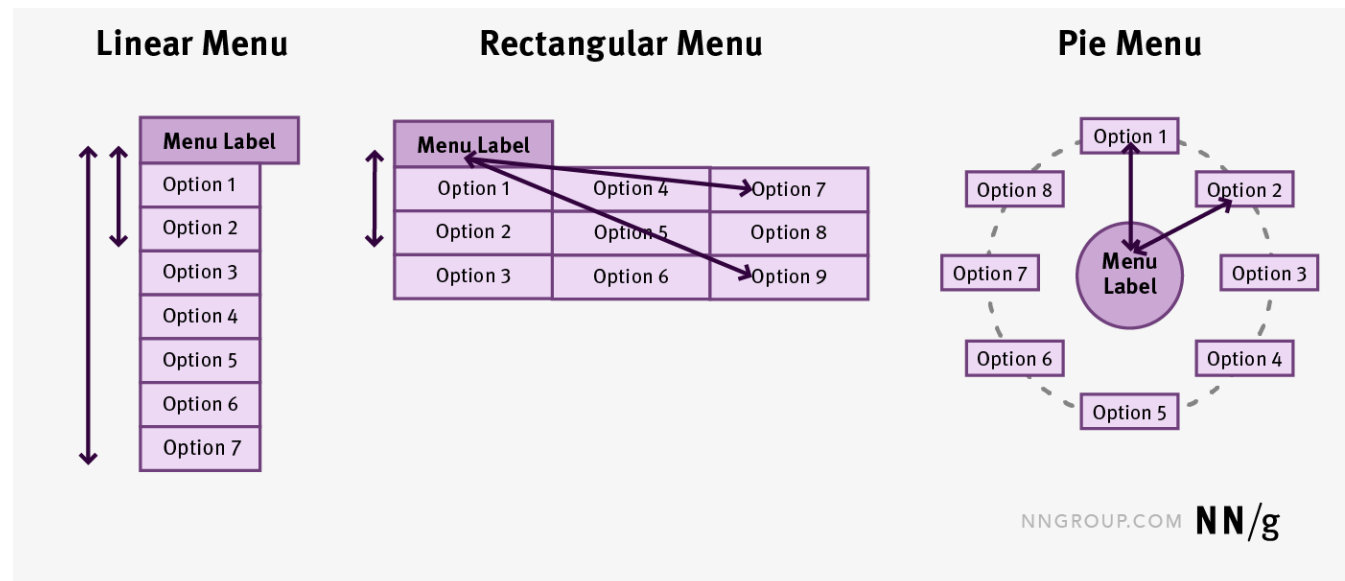 Linear Menu
Menu Label
Option 1
Option 2
Option 3
Option 4
Option 5
Option 6
Option 7
Rectangular Menu
Menu Label
Option 1 Option 4 Option 7
Option 2 Option 5 Option 8
Option 3 Option 6 Option 9
Pie Menu
Option 1
Option 8 Option 2
Menu
Label
Option 7 Option 3
Option 6 Option 4
Option 5
NNGROUP.COM NN/g